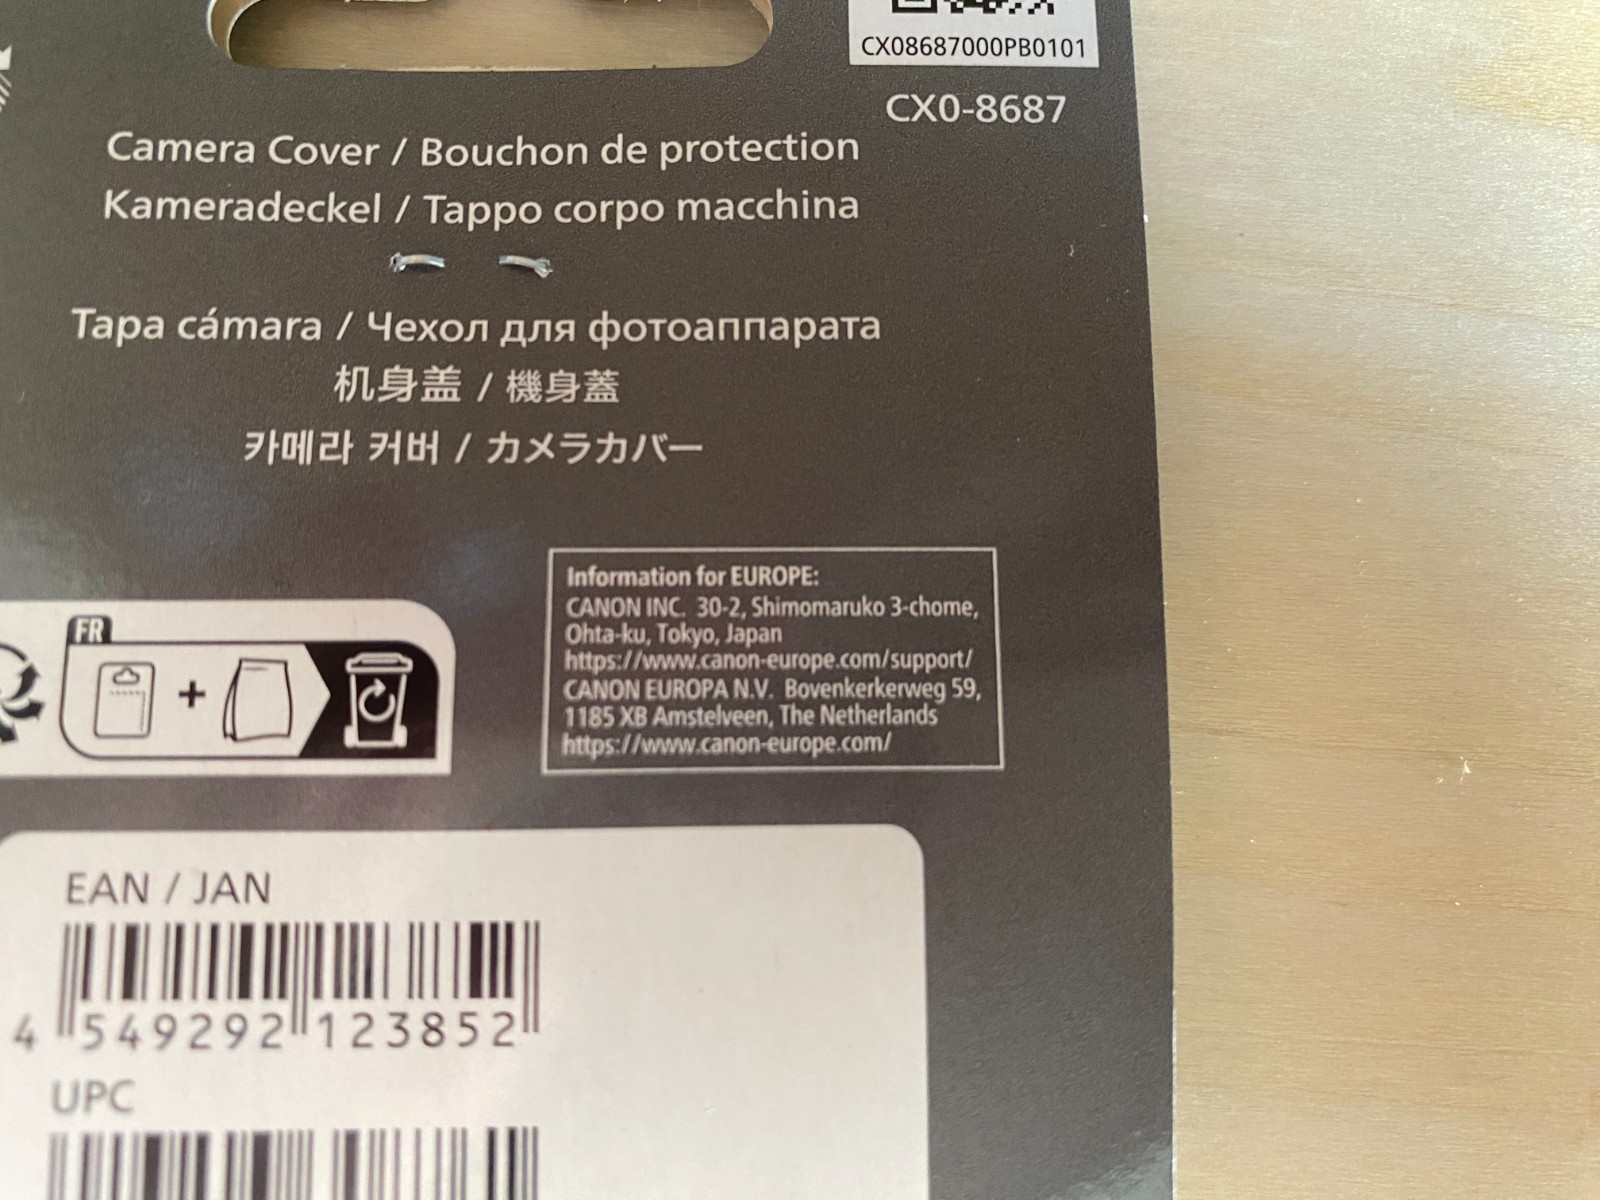 CX08687000PB0101
CX0-8687
Camera Cover / Bouchon de protection
Kameradeckel / Tappo corpo macchina
Tapa cámara / Чехол для фотоаппарата
机身盖 / 機身蓋
카메라 커버 / カメラカバー
FR
Information for EUROPE:
CANON INC. 30-2, Shimomaruko 3-chome,
Ohta-ku, Tokyo, Japan
https://www.canon-europe.com/support/
CANON EUROPA N.V. Bovenkerkerweg 59,
1185 XB Amstelveen, The Netherlands
https://www.canon-europe.com/
EAN / JAN
4 549292 123852
UPC